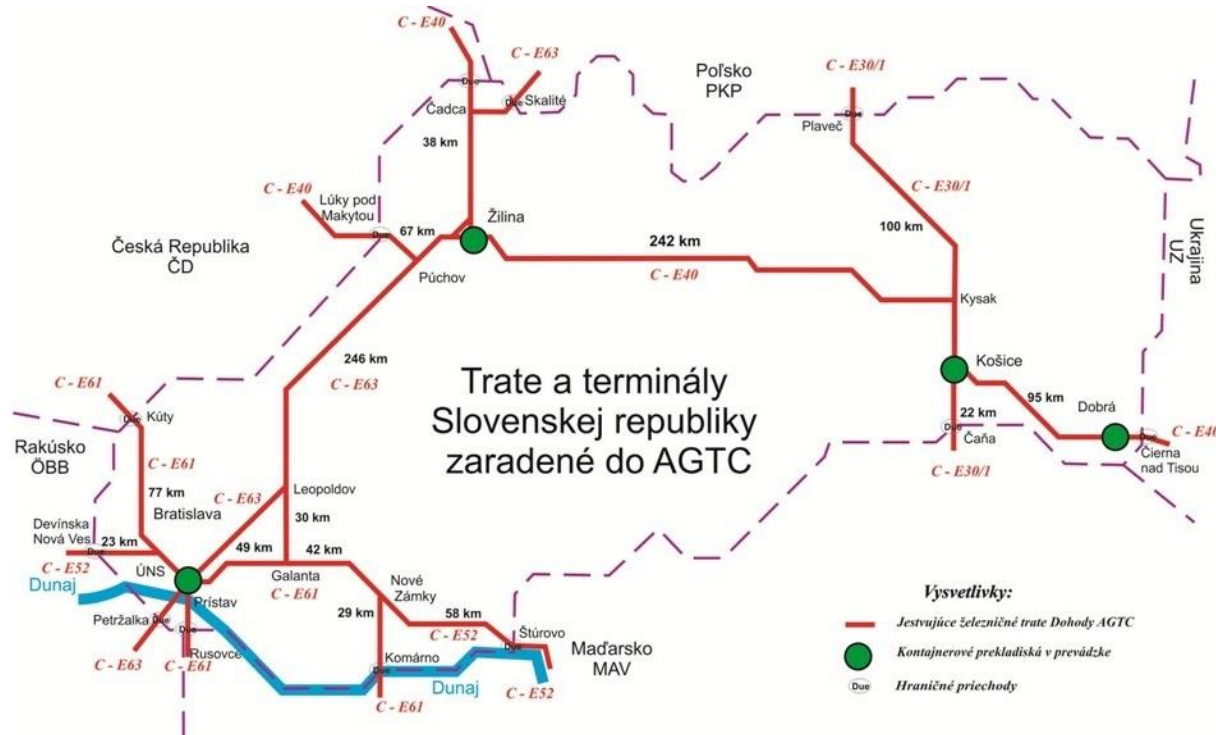 C - E40
C - E63
Poľsko
PKP
C - E30/1
Due
Due
Skalité
Čadca
Due
Plaveč
38 km
C - E40
Lúky pod
Makytou
Due
67 km
Žilina
C - E30/1
100 km
Česká Republika
ČD
242 km
C - E40
Ukrajina
UZ
Púchov
Kysak
246 km
C - E63
Trate a terminály
Slovenskej republiky
zaradené do AGTC
Košice
95 km
Dobrá
22 km
Due
Čaňa
Due
C - E40
Čierna
nad Tisou
C - E30/1
C - E61
Due
Kúty
Rakúsko
ÖBB
C - E61
77 km
C - E63
Leopoldov
Bratislava
30 km
Devínska
Nová Ves
Due
23 km
49 km
42 km
C - E52
ÚNS
Galanta
C - E61
Dunaj
Prístav
Nové
Zámky
29 km
58 km
C - E52
Petržalka
Due
Due
Rusovce
C - E63
C - E61
Štúrovo
Due
Komárno
Due
Dunaj
C - E52
C - E61
Maďarsko
MAV
Vysvetlivky:
Jestvujúce železničné trate Dohody AGTC
Kontajnerové prekladiská v prevádzke
Due
Hraničné priechody